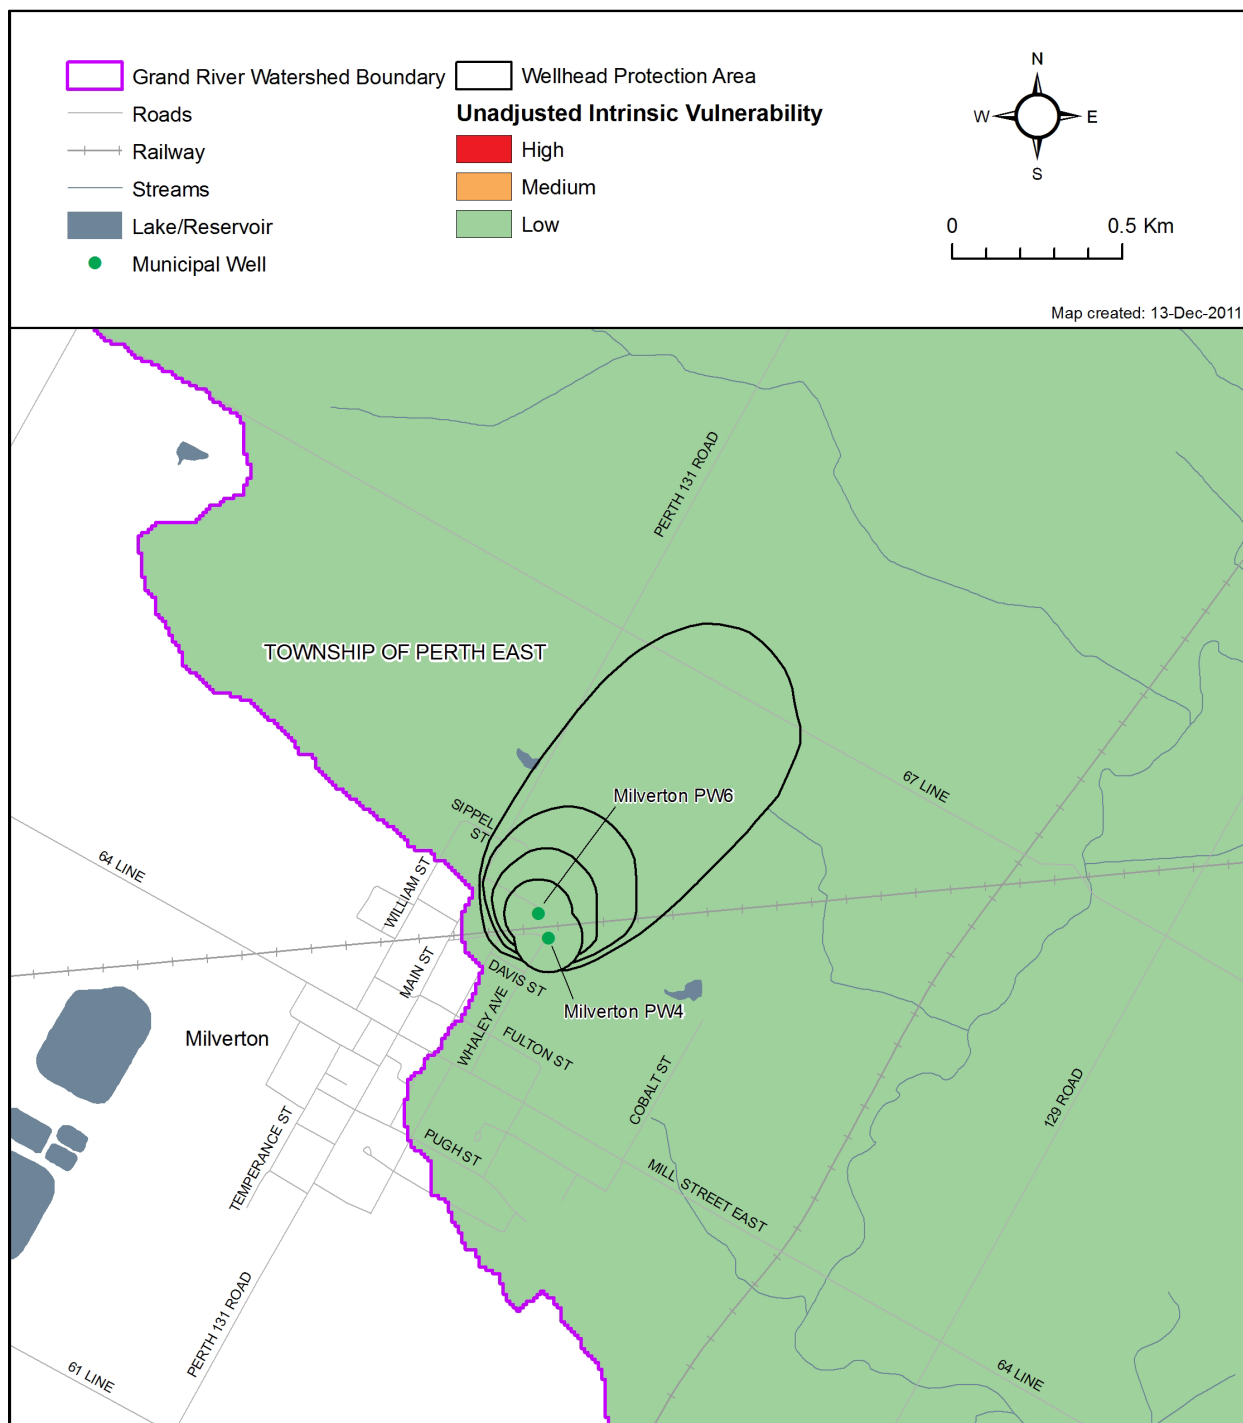 Grand River Watershed Boundary
Roads
Railway
Streams
Lake/Reservoir
Municipal Well
Wellhead Protection Area
Unadjusted Intrinsic Vulnerability
High
Medium
Low
N
W
E
S
0
0.5 Km
Map created: 13-Dec-2011
PERTH 131 ROAD
TOWNSHIP OF PERTH EAST
67 LINE
Milverton PW6
SIPPEL
ST
64 LINE
WILLIAM ST
MAIN ST
DAVIS ST
Milverton PW4
Milverton
WHALEY AVE
FULTON ST
COBALT ST
129 ROAD
TEMPERANCE ST
PUGH ST
MILL STREET EAST
PERTH 131 ROAD
61 LINE
64 LINE